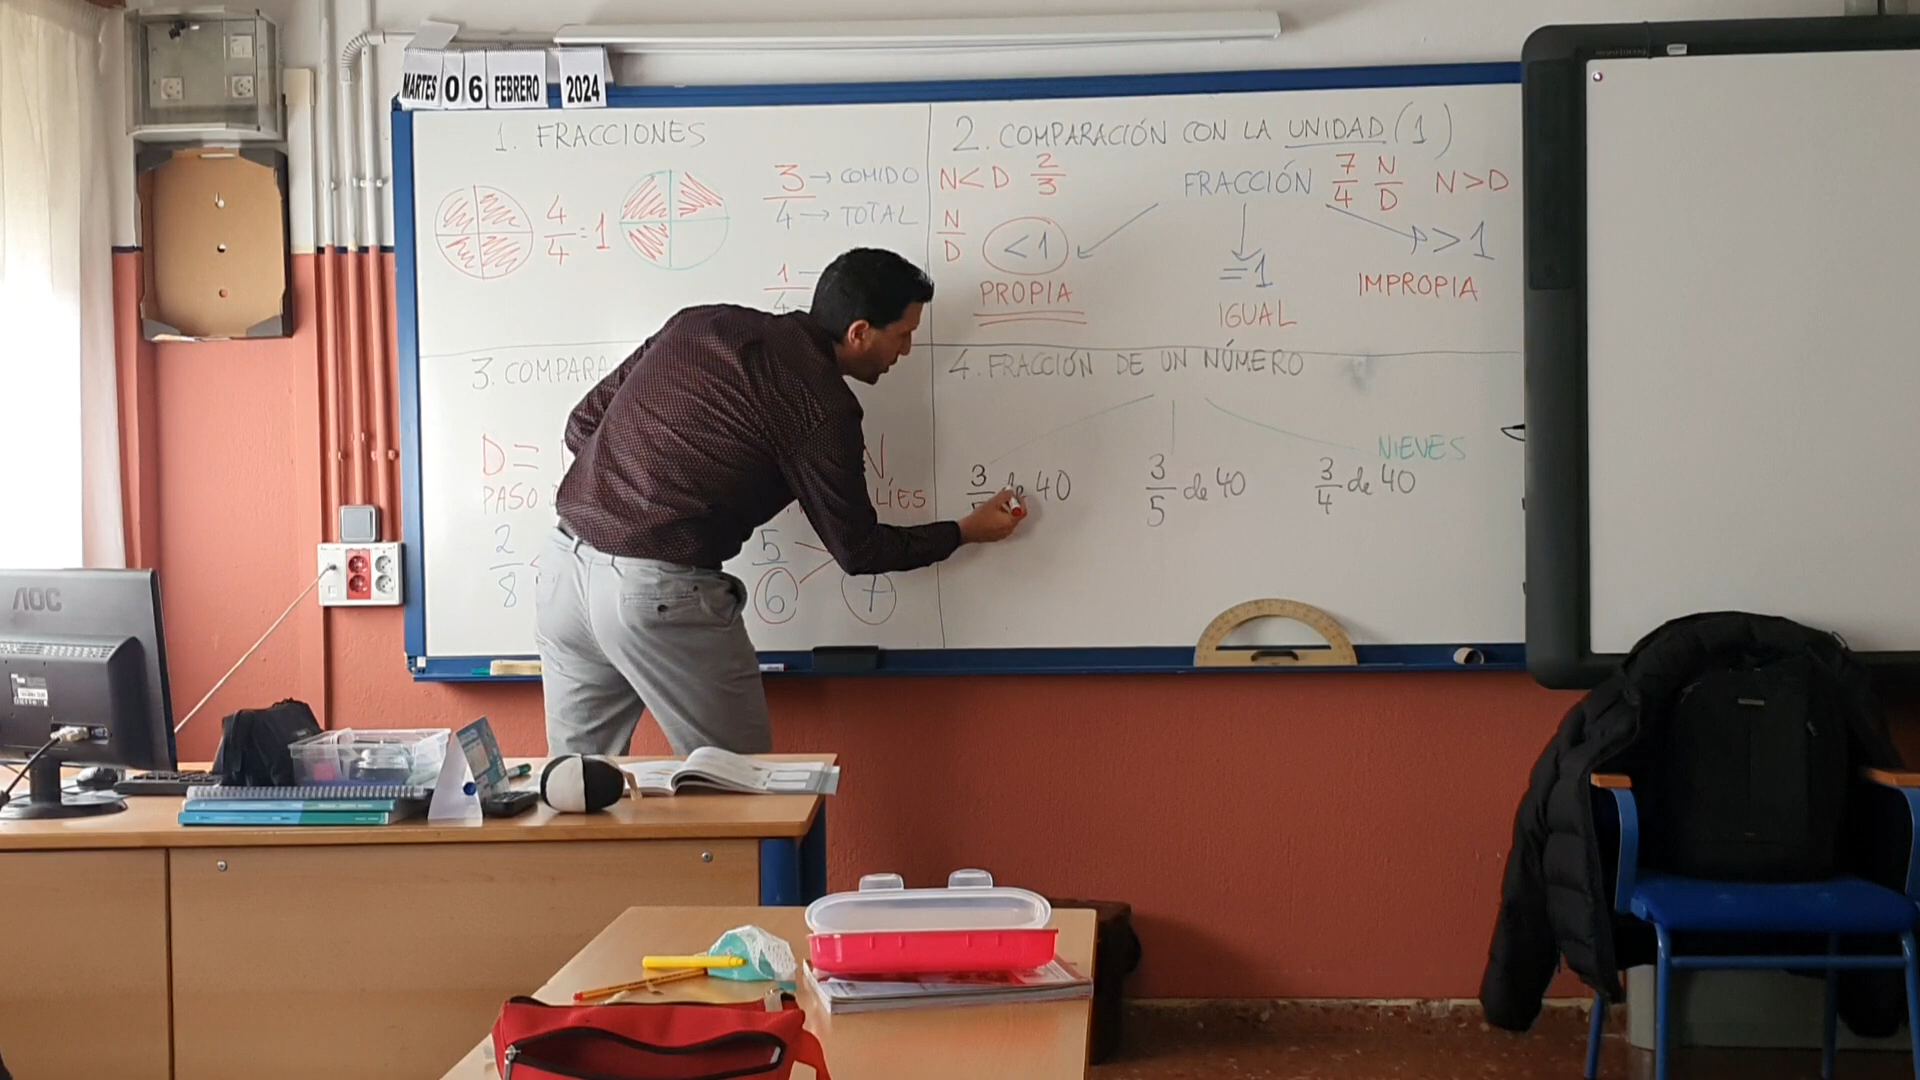 MARTES 06 FEBRERO 2024
1. FRACCIONES
4/4 = 1
3/4 → COMIDO
→ TOTAL
1/4
2. COMPARACIÓN CON LA UNIDAD (1)
N<D 2/3
FRACCIÓN 7/4 N/D N>D
N/D
<1
=1
>1
PROPIA
IGUAL
IMPROPIA
3. COMPARA
D=
N
PASO
LÍES
2/8 <
5
6
7
4. FRACCIÓN DE UN NÚMERO
NIEVES
3
de 40
3/5 de 40
3/4 de 40
AOC